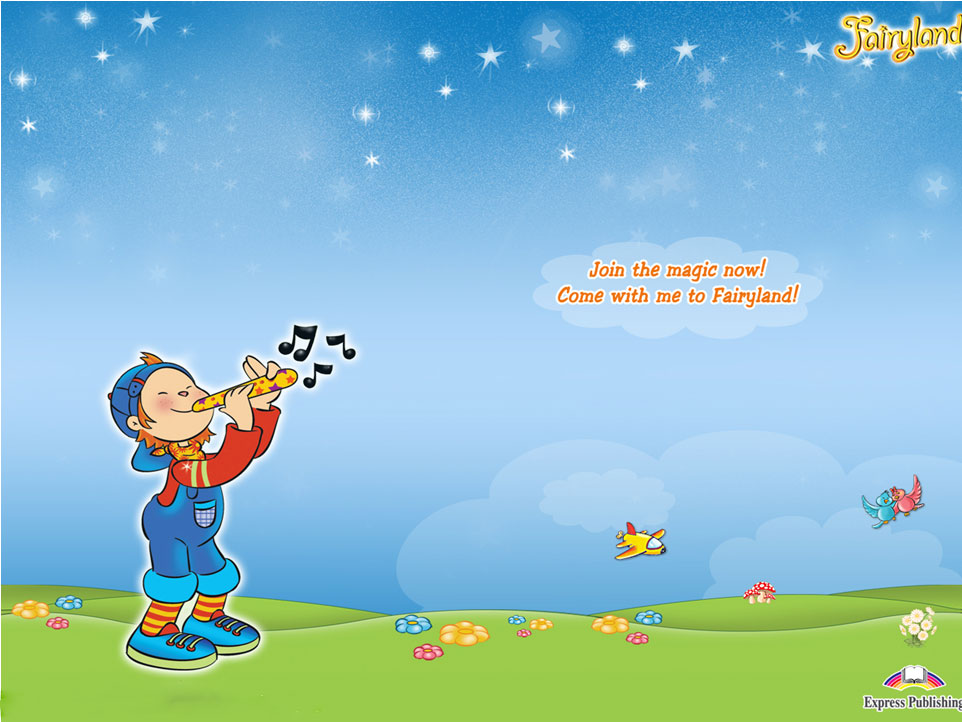 Fairyland
Join the magic now!
Come with me to Fairyland!
Express Publishing